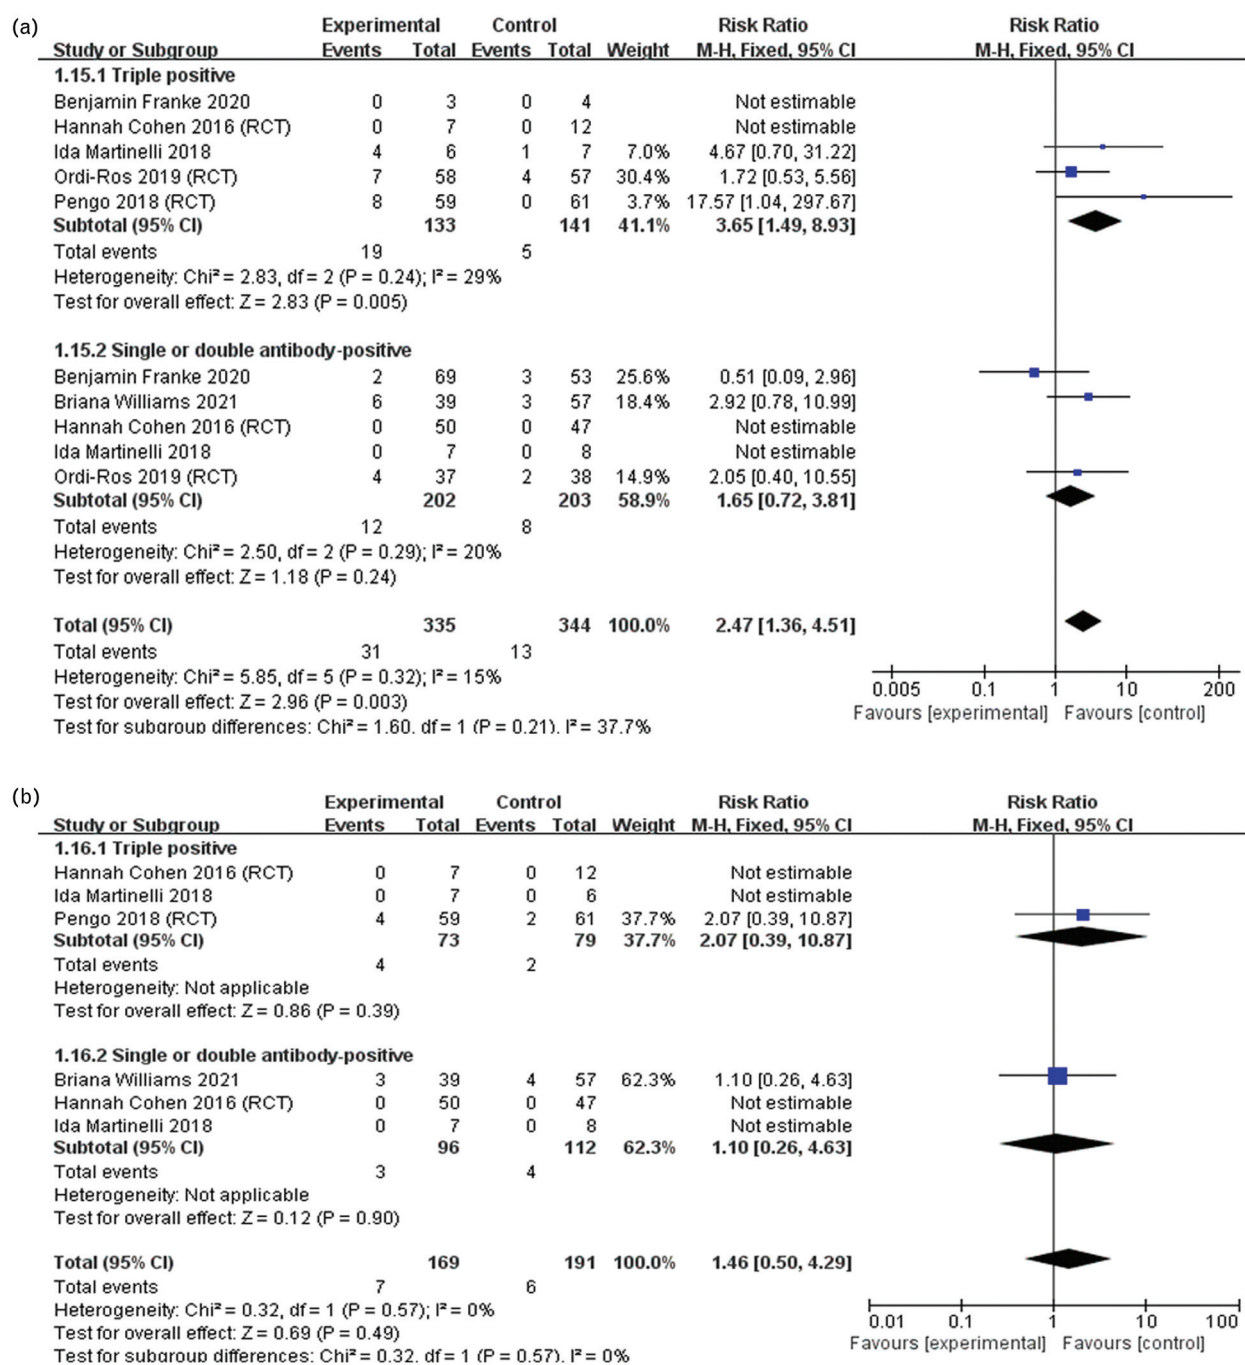 (a)
Experimental Control Risk Ratio Risk Ratio
Study or Subgroup Events Total Events Total Weight M-H, Fixed, 95% CI M-H, Fixed, 95% CI
1.15.1 Triple positive
Benjamin Franke 2020 0 3 0 4 Not estimable
Hannah Cohen 2016 (RCT) 0 7 0 12 Not estimable
Ida Martinelli 2018 4 6 1 7 7.0% 4.67 [0.70, 31.22]
Ordi-Ros 2019 (RCT) 7 58 4 57 30.4% 1.72 [0.53, 5.56]
Pengo 2018 (RCT) 8 59 0 61 3.7% 17.57 [1.04, 297.67]
Subtotal (95% CI) 133 141 41.1% 3.65 [1.49, 8.93]
Total events 19 5
Heterogeneity: Chi² = 2.83, df = 2 (P = 0.24); I² = 29%
Test for overall effect: Z = 2.83 (P = 0.005)
1.15.2 Single or double antibody-positive
Benjamin Franke 2020 2 69 3 53 25.6% 0.51 [0.09, 2.96]
Briana Williams 2021 6 39 3 57 18.4% 2.92 [0.78, 10.99]
Hannah Cohen 2016 (RCT) 0 50 0 47 Not estimable
Ida Martinelli 2018 0 7 0 8 Not estimable
Ordi-Ros 2019 (RCT) 4 37 2 38 14.9% 2.05 [0.40, 10.55]
Subtotal (95% CI) 202 203 58.9% 1.65 [0.72, 3.81]
Total events 12 8
Heterogeneity: Chi² = 2.50, df = 2 (P = 0.29); I² = 20%
Test for overall effect: Z = 1.18 (P = 0.24)
Total (95% CI) 335 344 100.0% 2.47 [1.36, 4.51]
Total events 31 13
Heterogeneity: Chi² = 5.85, df = 5 (P = 0.32); I² = 15%
Test for overall effect: Z = 2.96 (P = 0.003)
Test for subgroup differences: Chi² = 1.60, df = 1 (P = 0.21), I² = 37.7%
0.005 0.1 1 10 200
Favours [experimental] Favours [control]
(b)
Experimental Control Risk Ratio Risk Ratio
Study or Subgroup Events Total Events Total Weight M-H, Fixed, 95% CI M-H, Fixed, 95% CI
1.16.1 Triple positive
Hannah Cohen 2016 (RCT) 0 7 0 12 Not estimable
Ida Martinelli 2018 0 7 0 6 Not estimable
Pengo 2018 (RCT) 4 59 2 61 37.7% 2.07 [0.39, 10.87]
Subtotal (95% CI) 73 79 37.7% 2.07 [0.39, 10.87]
Total events 4 2
Heterogeneity: Not applicable
Test for overall effect: Z = 0.86 (P = 0.39)
1.16.2 Single or double antibody-positive
Briana Williams 2021 3 39 4 57 62.3% 1.10 [0.26, 4.63]
Hannah Cohen 2016 (RCT) 0 50 0 47 Not estimable
Ida Martinelli 2018 0 7 0 8 Not estimable
Subtotal (95% CI) 96 112 62.3% 1.10 [0.26, 4.63]
Total events 3 4
Heterogeneity: Not applicable
Test for overall effect: Z = 0.12 (P = 0.90)
Total (95% CI) 169 191 100.0% 1.46 [0.50, 4.29]
Total events 7 6
Heterogeneity: Chi² = 0.32, df = 1 (P = 0.57); I² = 0%
Test for overall effect: Z = 0.69 (P = 0.49)
Test for subgroup differences: Chi² = 0.32, df = 1 (P = 0.57), I² = 0%
0.01 0.1 1 10 100
Favours [experimental] Favours [control]